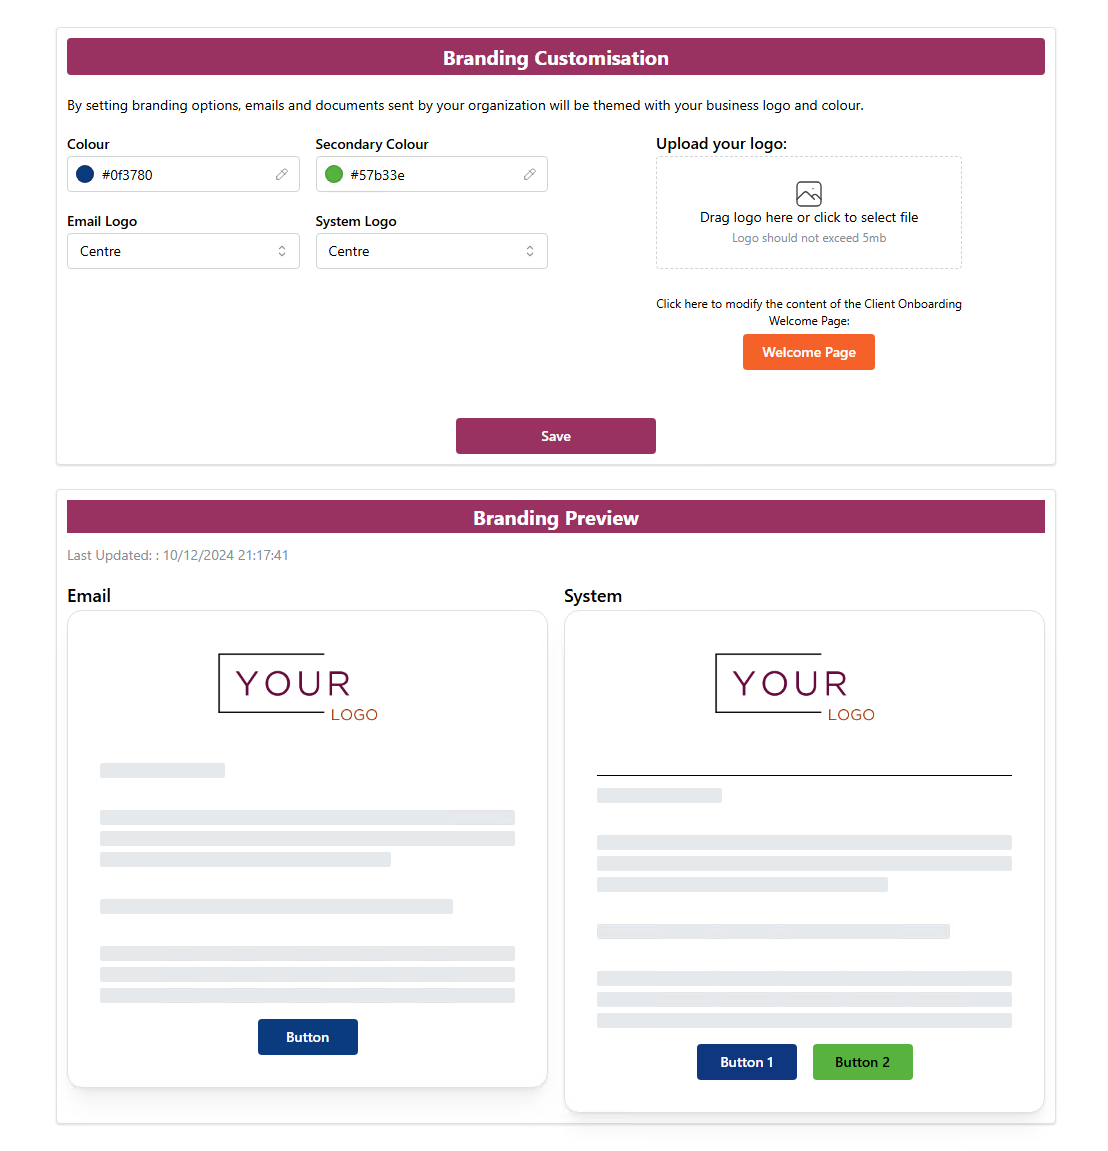 Branding Customisation
By setting branding options, emails and documents sent by your organization will be themed with your business logo and colour.
Colour
#0f3780
Secondary Colour
#57b33e
Email Logo
Centre
System Logo
Centre
Upload your logo:
Drag logo here or click to select file
Logo should not exceed 5mb
Click here to modify the content of the Client Onboarding
Welcome Page:
Welcome Page
Save
Branding Preview
Last Updated: : 10/12/2024 21:17:41
Email
YOUR
LOGO
Button
System
YOUR
LOGO
Button 1
Button 2